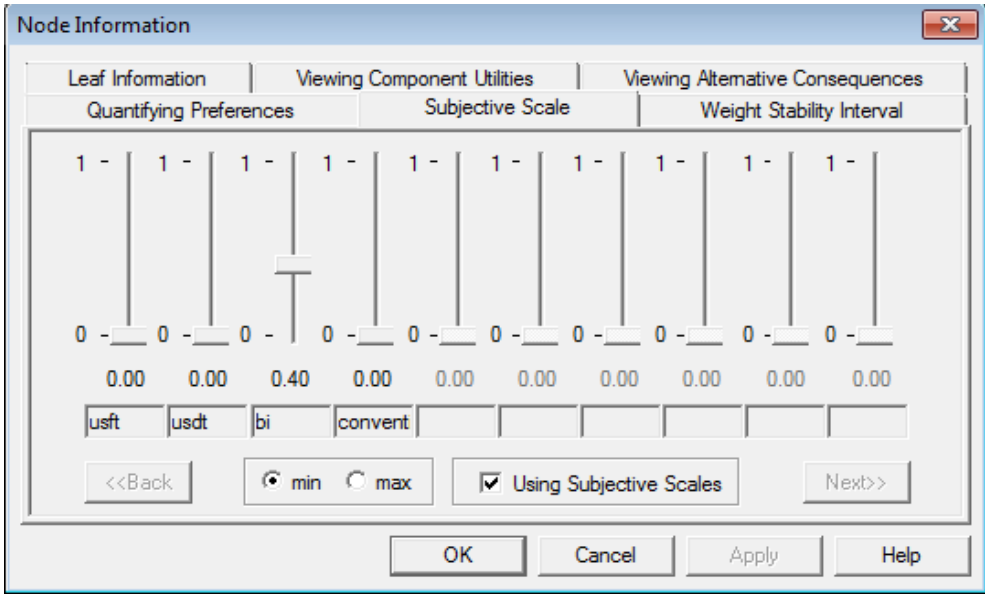 Node Information
Leaf Information Viewing Component Utilities Viewing Alternative Consequences
Quantifying Preferences Subjective Scale Weight Stability Interval
1 - 1 - 1 - 1 - 1 - 1 - 1 - 1 - 1 - 1 -
0 - 0 - 0 - 0 - 0 - 0 - 0 - 0 - 0 - 0 -
0.00 0.00 0.40 0.00 0.00 0.00 0.00 0.00 0.00 0.00
usft usdt bi convent
<<Back min max Using Subjective Scales Next>>
OK Cancel Apply Help